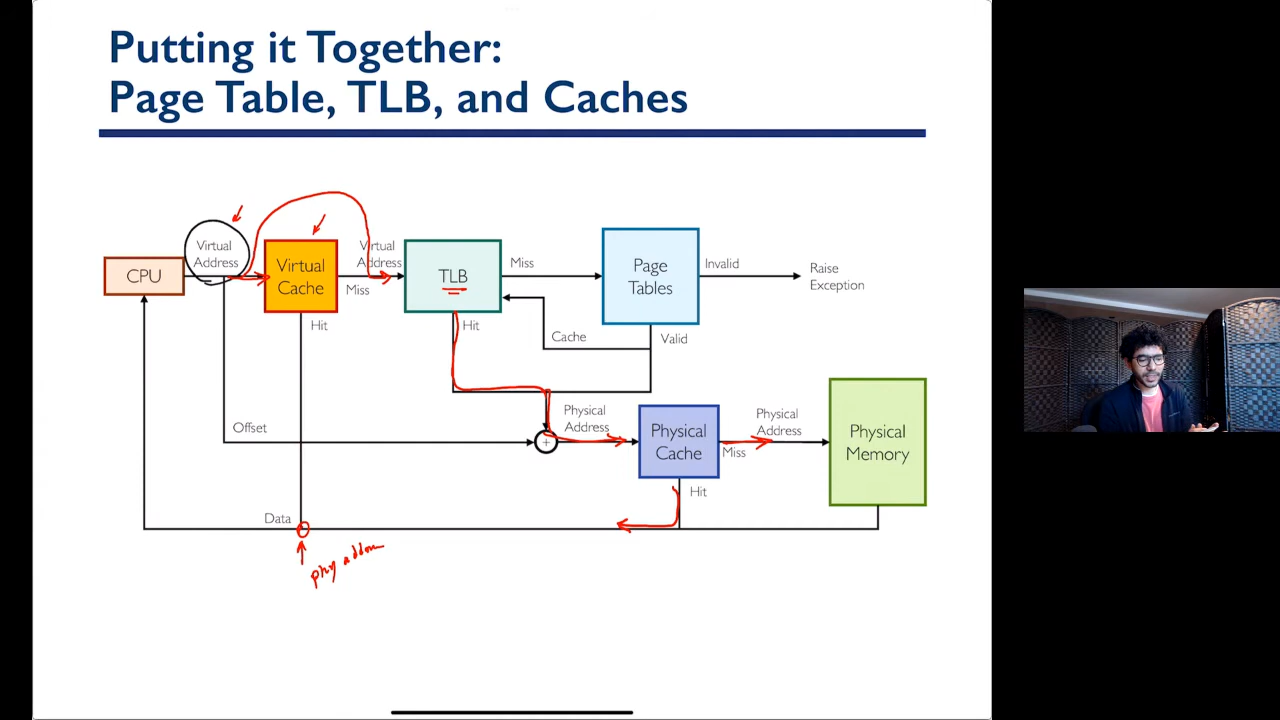 Putting it Together:
Page Table, TLB, and Caches
CPU
Virtual
Address
Virtual
Cache
Hit
Virtual
Address
Miss
TLB
Hit
Miss
Page
Tables
Invalid
Raise
Exception
Cache
Valid
Offset
+
Physical
Address
Physical
Cache
Hit
Miss
Physical
Address
Physical
Memory
Data
phy